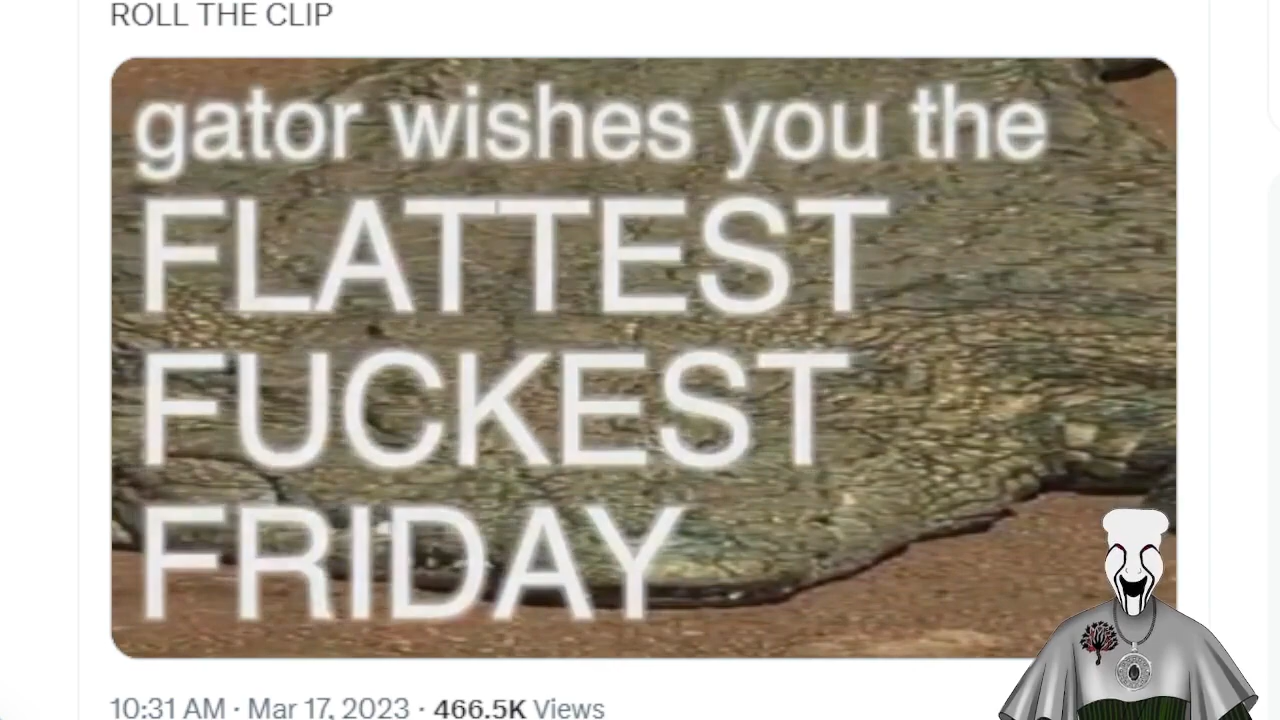 ROLL THE CLIP
gator wishes you the
FLATTEST
FUCKEST
FRIDAY
10:31 AM · Mar 17, 2023 · 466.5K Views